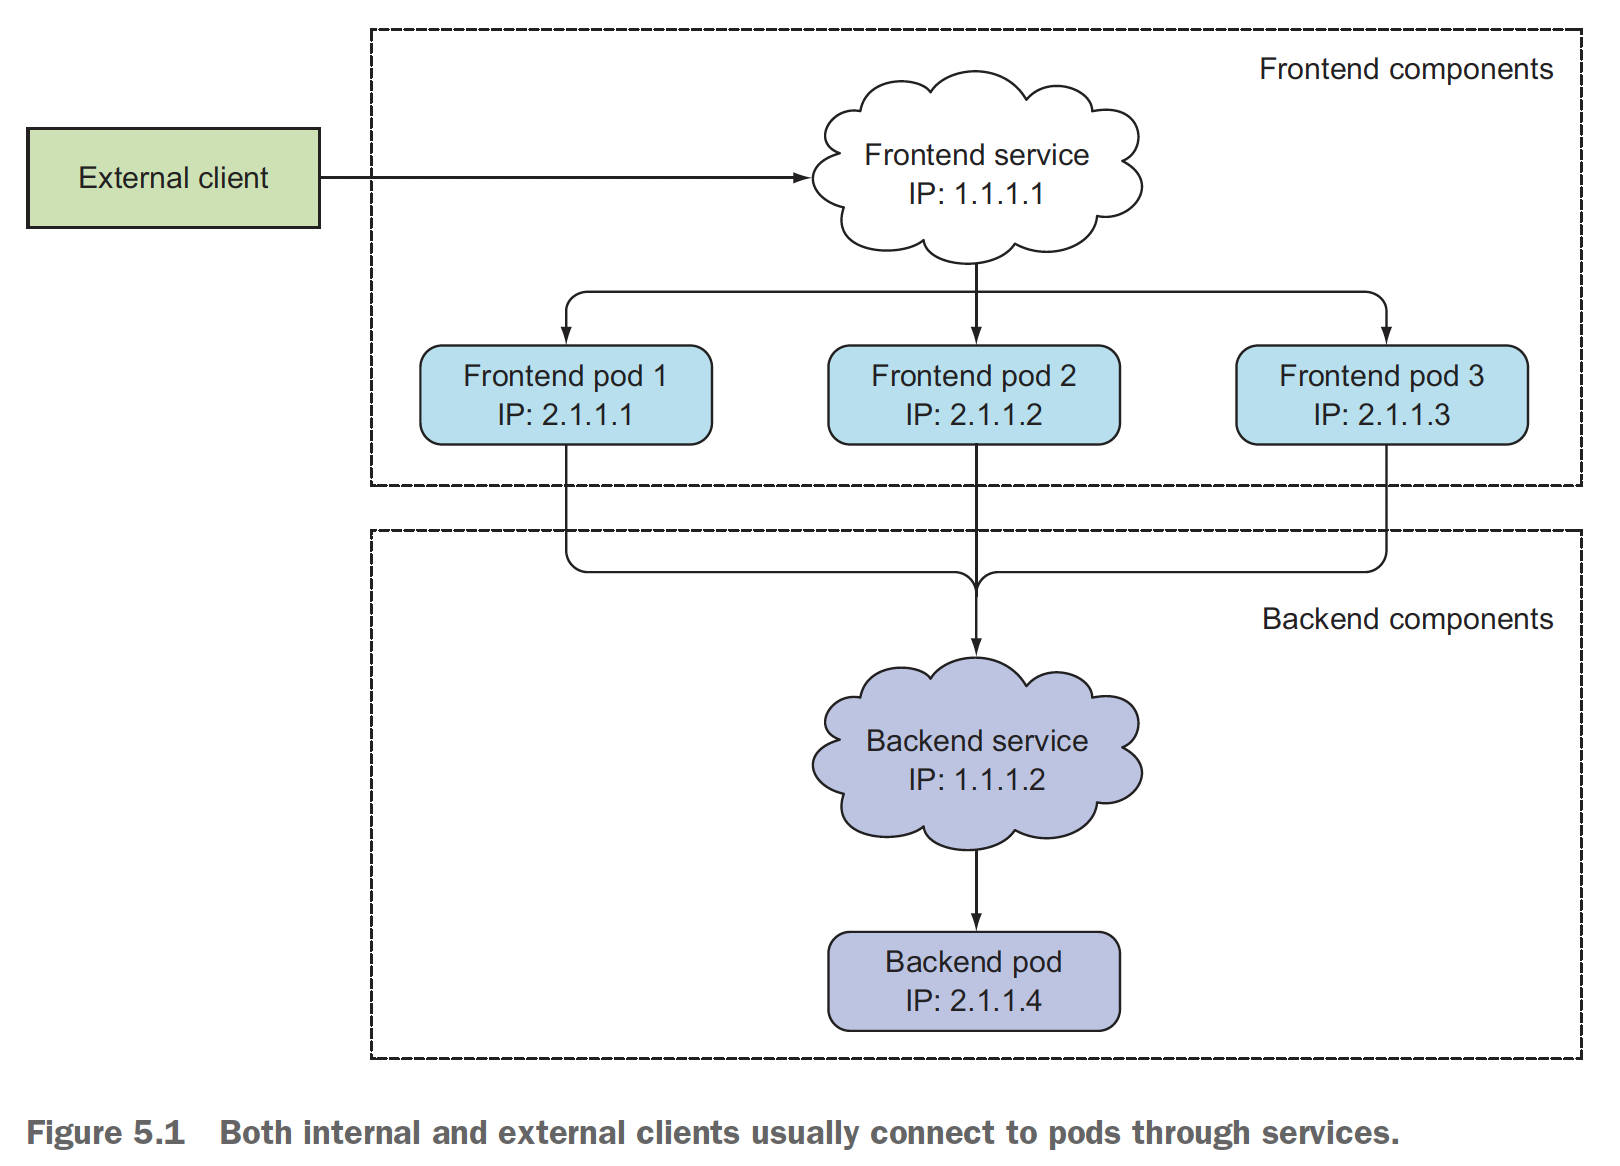 Frontend components
External client
Frontend service
IP: 1.1.1.1
Frontend pod 1
IP: 2.1.1.1
Frontend pod 2
IP: 2.1.1.2
Frontend pod 3
IP: 2.1.1.3
Backend components
Backend service
IP: 1.1.1.2
Backend pod
IP: 2.1.1.4
Figure 5.1 Both internal and external clients usually connect to pods through services.